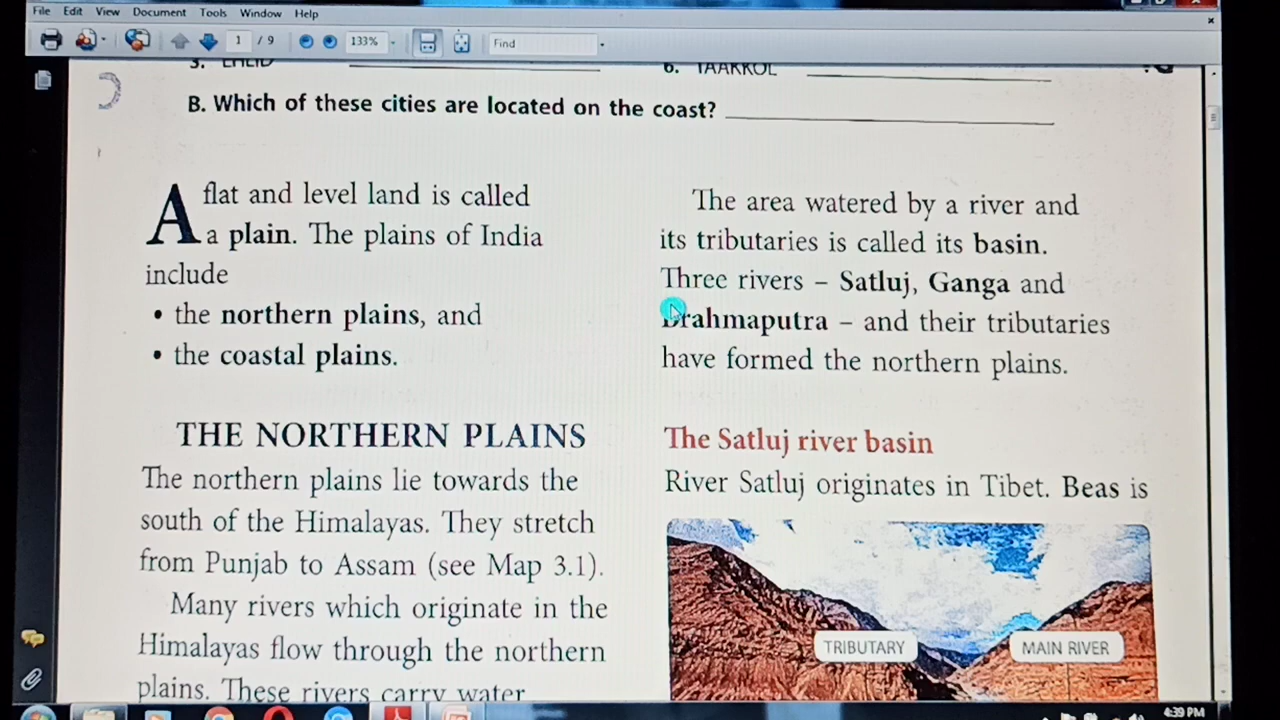 File Edit View Document Tools Window Help
1 / 9 133% Find
B. Which of these cities are located on the coast?
A flat and level land is called
a plain. The plains of India
include
• the northern plains, and
• the coastal plains.
THE NORTHERN PLAINS
The northern plains lie towards the
south of the Himalayas. They stretch
from Punjab to Assam (see Map 3.1).
Many rivers which originate in the
Himalayas flow through the northern
plains. These rivers carry water
The area watered by a river and
its tributaries is called its basin.
Three rivers – Satluj, Ganga and
Brahmaputra – and their tributaries
have formed the northern plains.
The Satluj river basin
River Satluj originates in Tibet. Beas is
TRIBUTARY
MAIN RIVER
4:39 PM